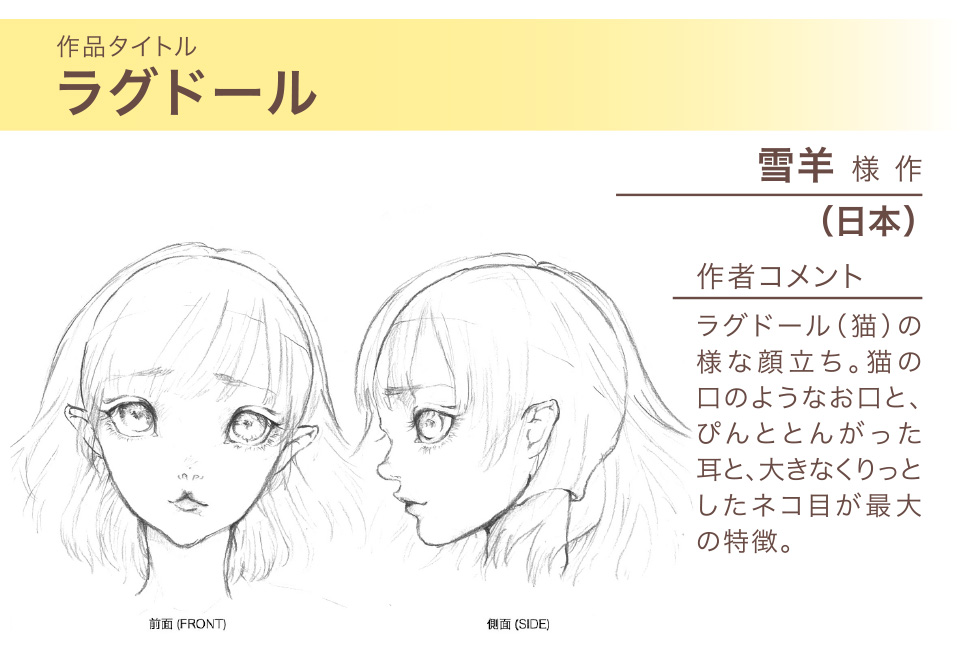 作品タイトル
ラグドール
雪羊 様 作
（日本）
作者コメント
ラグドール（猫）の
様な顔立ち。猫の
口のようなお口と、
ぴんととんがった
耳と、大きなくりっと
したネコ目が最大
の特徴。
前面 (FRONT)
側面 (SIDE)